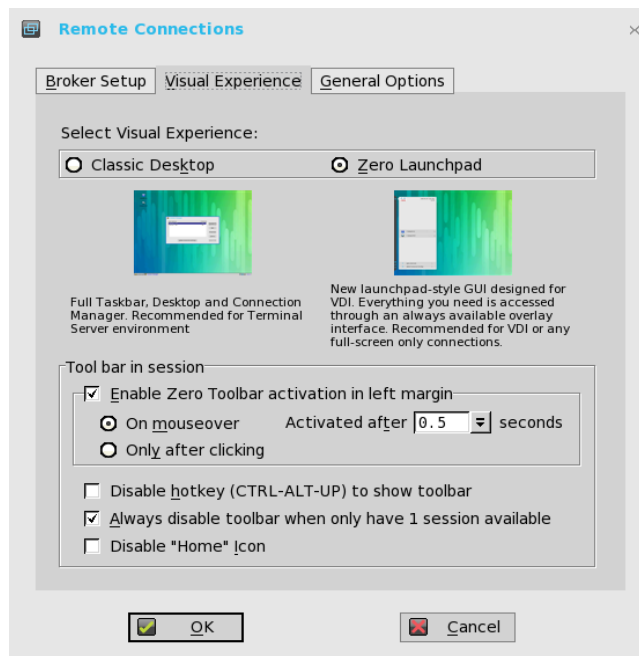 Remote Connections
Broker Setup
Visual Experience
General Options
Select Visual Experience:
Classic Desktop
Zero Launchpad
Full Taskbar, Desktop and Connection
Manager. Recommended for Terminal
Server environment
New launchpad-style GUI designed for
VDI. Everything you need is accessed
through an always available overlay
interface. Recommended for VDI or any
full-screen only connections.
Tool bar in session
Enable Zero Toolbar activation in left margin
On mouseover
Activated after 0.5 seconds
Only after clicking
Disable hotkey (CTRL-ALT-UP) to show toolbar
Always disable toolbar when only have 1 session available
Disable "Home" Icon
OK
Cancel